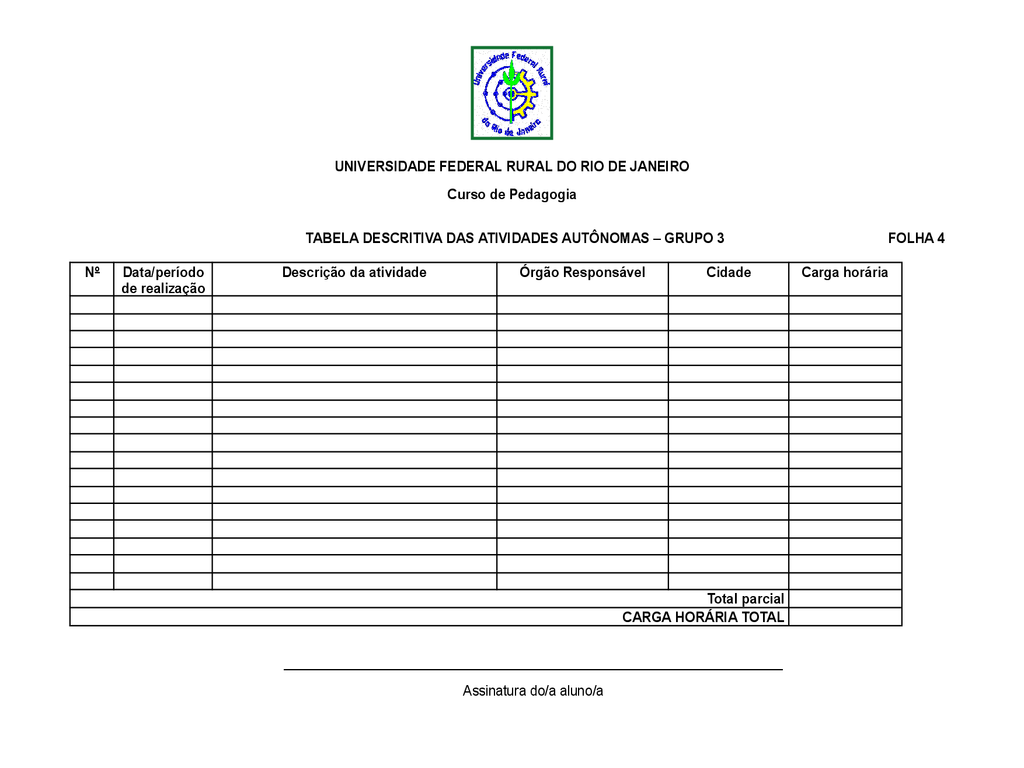 Universidade Federal Rural
do Rio de Janeiro
UNIVERSIDADE FEDERAL RURAL DO RIO DE JANEIRO
Curso de Pedagogia
TABELA DESCRITIVA DAS ATIVIDADES AUTÔNOMAS – GRUPO 3 FOLHA 4
Nº Data/período Descrição da atividade Órgão Responsável Cidade Carga horária
de realização
Total parcial
CARGA HORÁRIA TOTAL
Assinatura do/a aluno/a